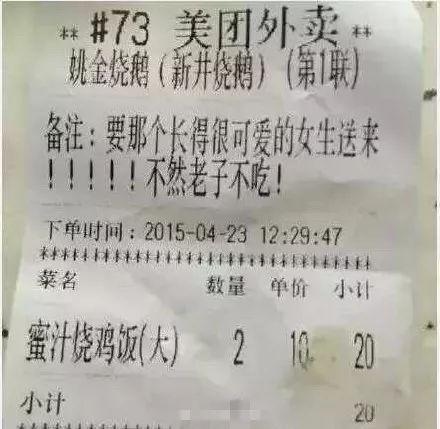 ** #73 美团外卖 **
姚金烧鹅(新井烧鹅) (第1联)
备注:要那个长得很可爱的女生送来
!!!!!不然老子不吃!
下单时间:2015-04-23 12:29:47
菜名 数量 单价 小计
蜜汁烧鸡饭(大) 2 10 20
小计 20